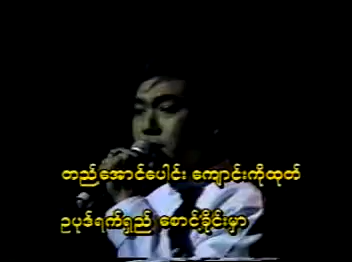 တည်အောင်ပေါင်း ကျောင်းကိုထုတ်
ဥပုဒ်ရက်ရှည် စောင့်ခိုင်းမှာ